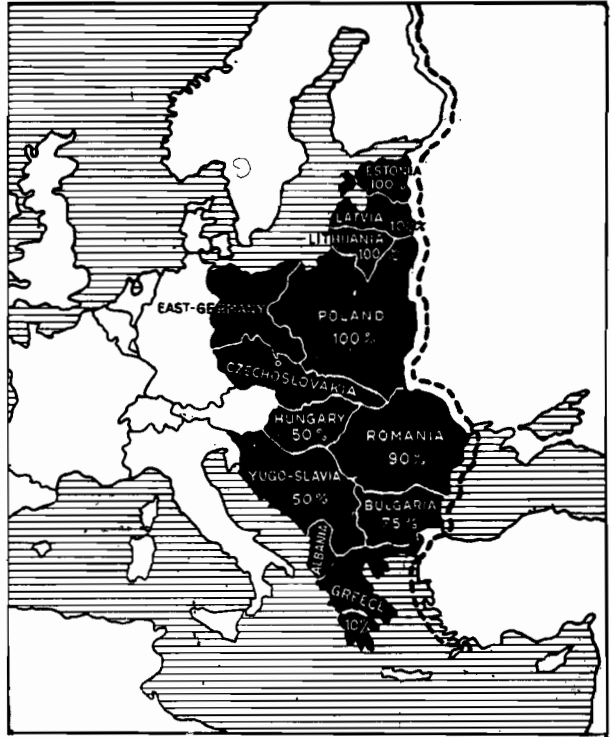 ESTONIA
100%
LATVIA 100%
LITHUANIA
100%
EAST-GERMANY
POLAND
100%
CZECHOSLOVAKIA
HUNGARY
50%
ROMANIA
90%
YUGO-SLAVIA
50%
BULGARIA
75%
ALBANIA
GREECE
10%